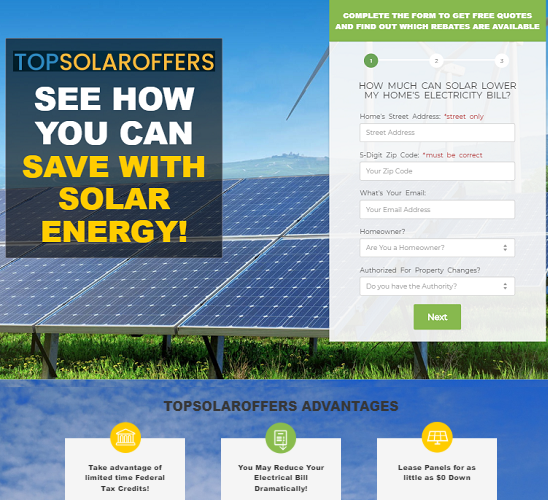 COMPLETE THE FORM TO GET FREE QUOTES
AND FIND OUT WHICH REBATES ARE AVAILABLE
TOPSOLAROFFERS
SEE HOW
YOU CAN
SAVE WITH
SOLAR
ENERGY!
1
2
3
HOW MUCH CAN SOLAR LOWER
MY HOME'S ELECTRICITY BILL?
Home's Street Address: *street only
Street Address
5-Digit Zip Code: *must be correct
Your Zip Code
What's Your Email:
Your Email Address
Homeowner?
Are You a Homeowner?
Authorized For Property Changes?
Do you have the Authority?
Next
TOPSOLAROFFERS ADVANTAGES
Take advantage of
limited time Federal
Tax Credits!
You May Reduce Your
Electrical Bill
Dramatically!
Lease Panels for as
little as $0 Down